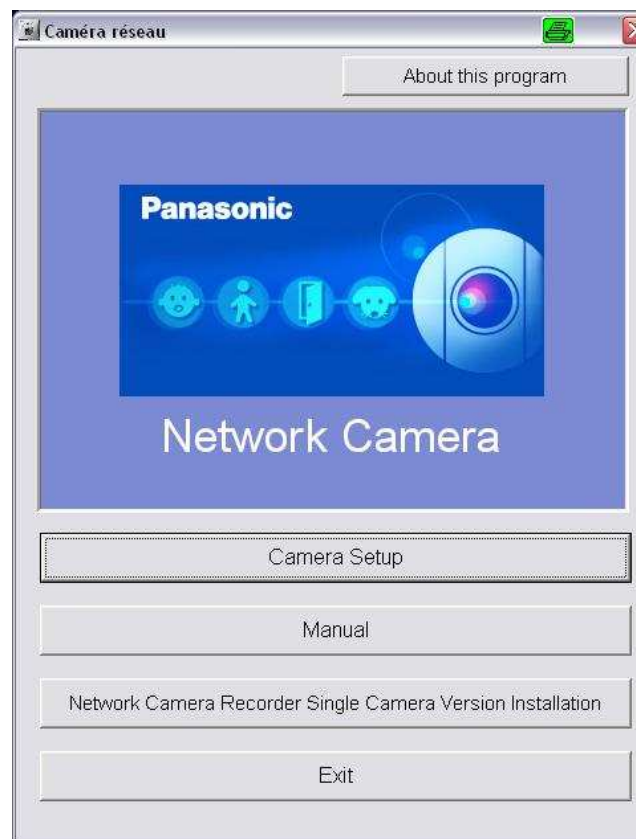 Caméra réseau
About this program
Panasonic
Network Camera
Camera Setup
Manual
Network Camera Recorder Single Camera Version Installation
Exit